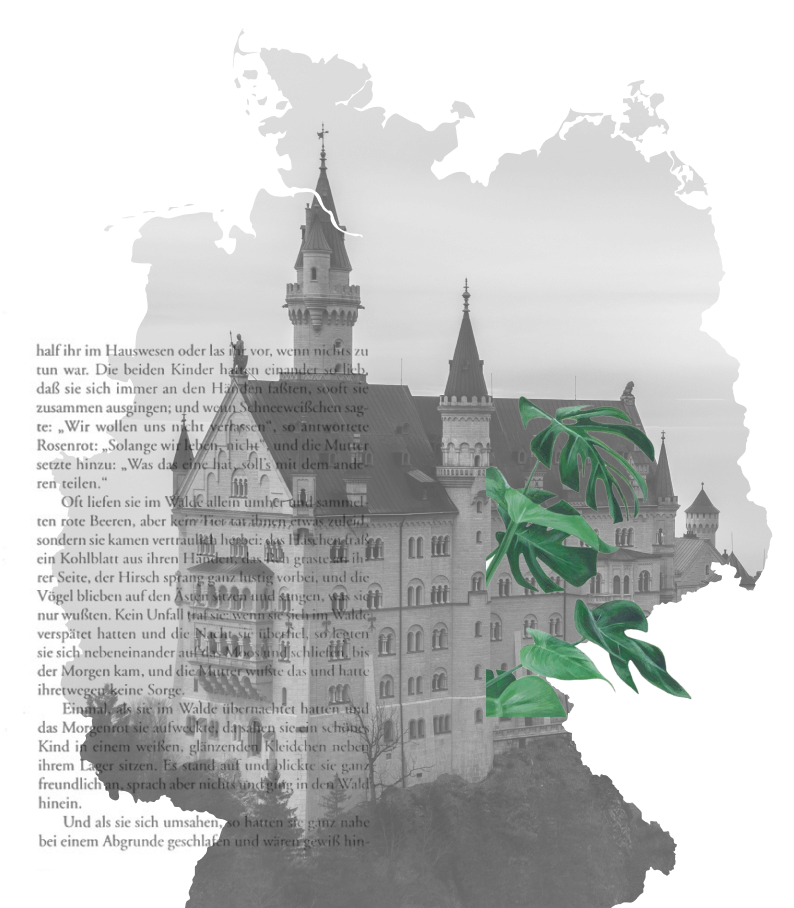 half ihr im Hauswesen oder las ihr vor, wenn nichts zu
tun war. Die beiden Kinder hatten einander so lieb,
daß sie sich immer an den Händen faßten, sooft sie
zusammen ausgingen; und wenn Schneeweißchen sag-
te: „Wir wollen uns nicht verlassen“, so antwortete
Rosenrot: „Solange wir leben, nicht“, und die Mutter
setzte hinzu: „Was das eine hat, soll's mit dem ande-
ren teilen.“
Oft liefen sie im Walde allein umher und sammel-
ten rote Beeren, aber kein Tier tat ihnen etwas zuleid,
sondern sie kamen vertraulich herbei: das Häschen fraß
ein Kohlblatt aus ihren Händen, das Reh graste an ih-
rer Seite, der Hirsch sprang ganz lustig vorbei, und die
Vögel blieben auf den Ästen sitzen und sangen, was sie
nur wußten. Kein Unfall traf sie: wenn sie sich im Walde
verspätet hatten und die Nacht sie überfiel, so legten
sie sich nebeneinander auf das Moos und schliefen, bis
der Morgen kam, und die Mutter wußte das und hatte
ihretwegen keine Sorge.
Einmal, als sie im Walde übernachtet hatten und
das Morgenrot sie aufweckte, da sahen sie ein schönes
Kind in einem weißen, glänzenden Kleidchen neben
ihrem Lager sitzen. Es stand auf und blickte sie ganz
freundlich an, sprach aber nichts und ging in den Wald
hinein.
Und als sie sich umsahen, so hatten sie ganz nahe
bei einem Abgrunde geschlafen und wären gewiß hin-